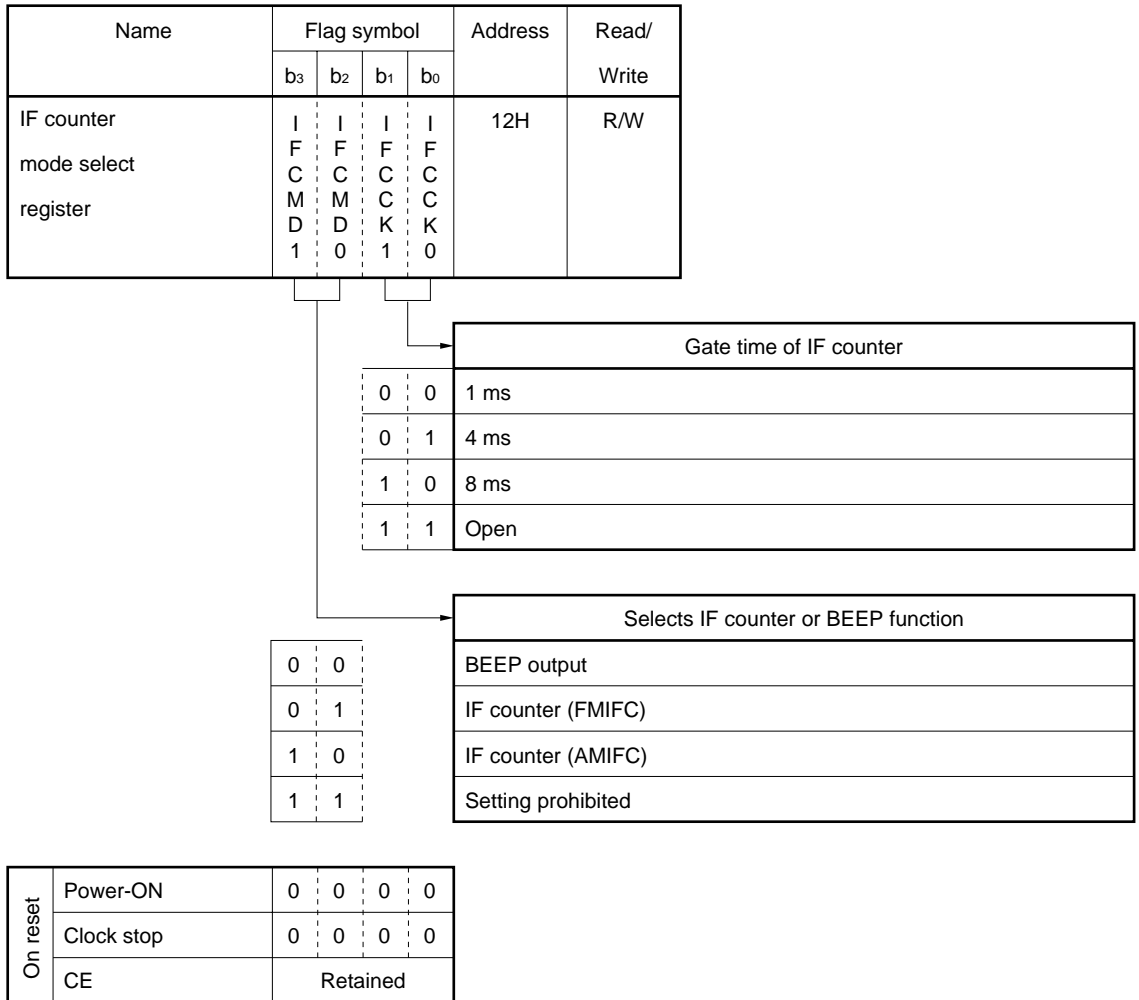 Name Flag symbol Address Read/
b3 b2 b1 b0 Write
IF counter
mode select
register
IFCMD1 IFCMD0 IFCCK1 IFCCK0
12H R/W
Gate time of IF counter
0 0 1 ms
0 1 4 ms
1 0 8 ms
1 1 Open
Selects IF counter or BEEP function
0 0 BEEP output
0 1 IF counter (FMIFC)
1 0 IF counter (AMIFC)
1 1 Setting prohibited
On reset
Power-ON 0 0 0 0
Clock stop 0 0 0 0
CE Retained